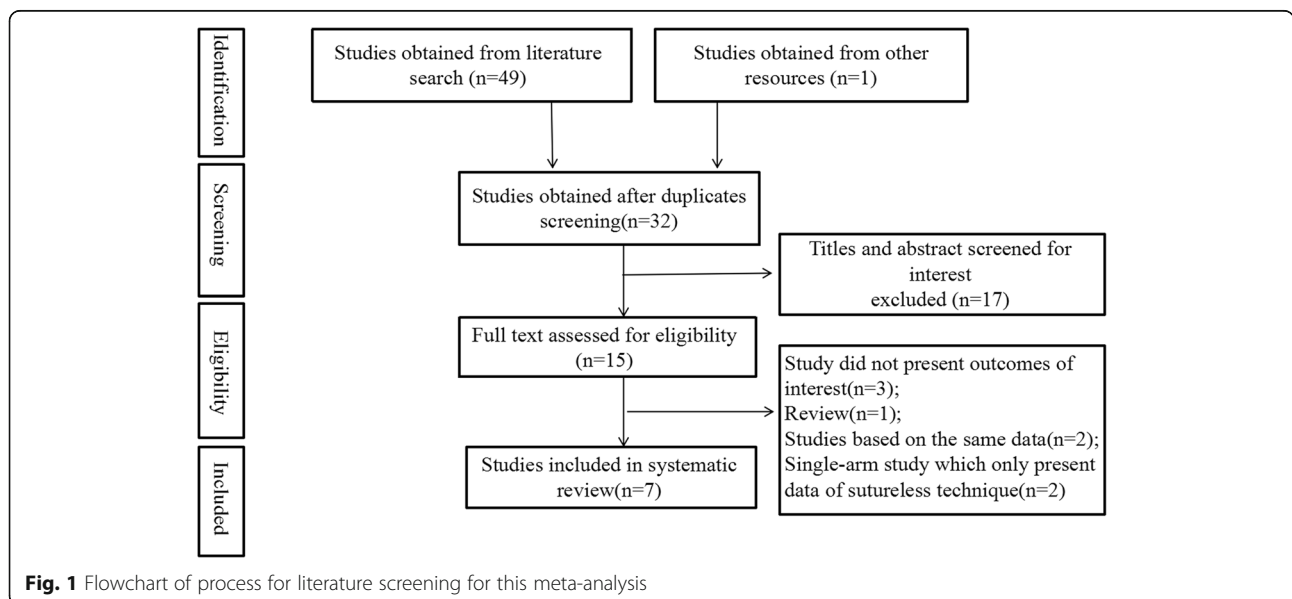 Identification
Studies obtained from literature
search (n=49)
Studies obtained from other
resources (n=1)
Screening
Studies obtained after duplicates
screening(n=32)
Titles and abstract screened for
interest
excluded (n=17)
Eligibility
Full text assessed for eligibility
(n=15)
Study did not present outcomes of
interest(n=3);
Review(n=1);
Studies based on the same data(n=2);
Single-arm study which only present
data of sutureless technique(n=2)
Included
Studies included in systematic
review(n=7)
Fig. 1 Flowchart of process for literature screening for this meta-analysis